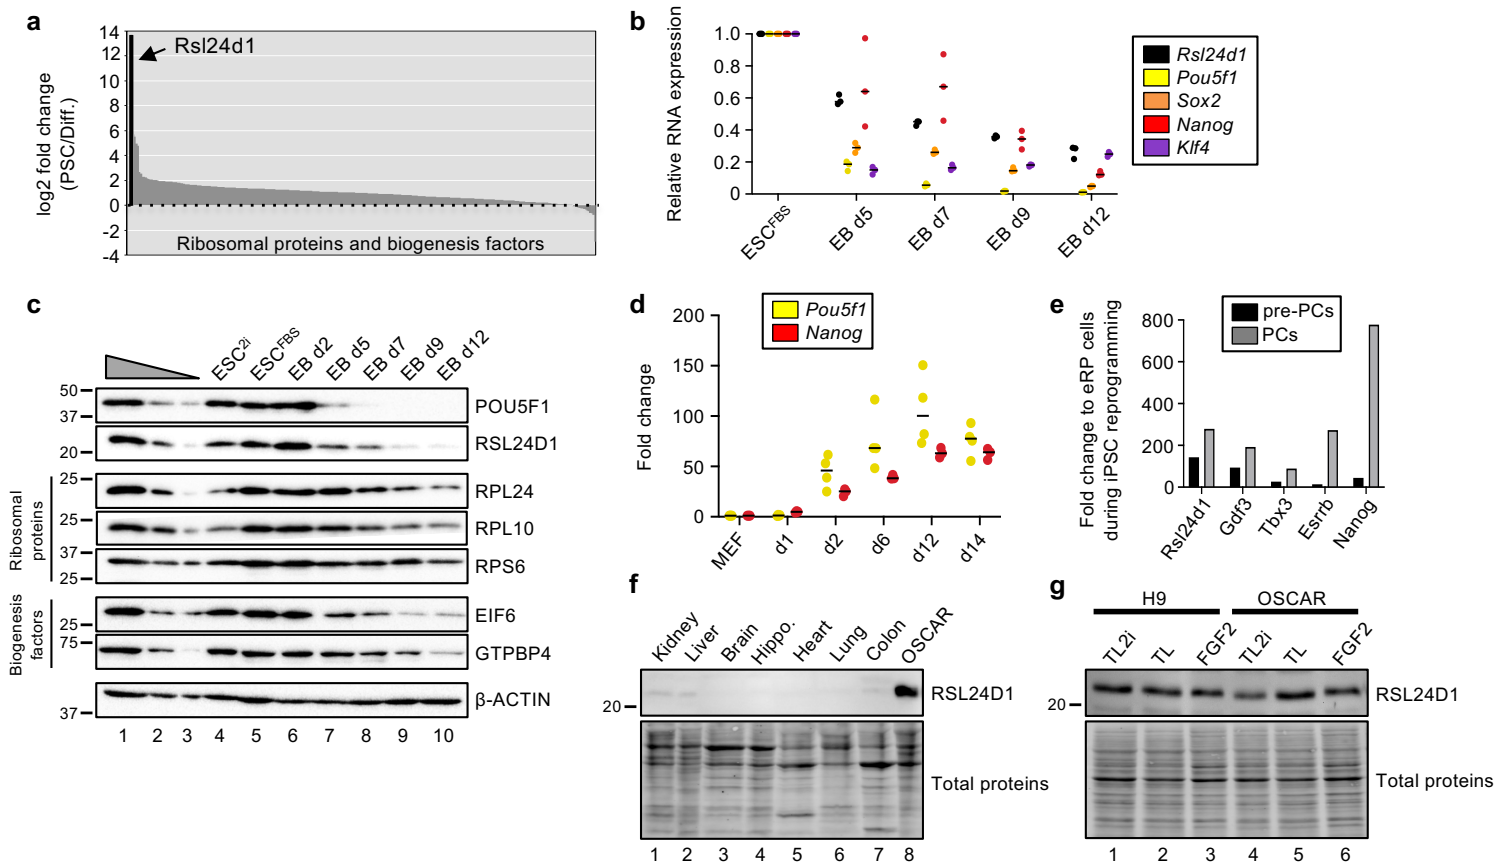 a
log2 fold change
(PSC/Diff.)
14
12
10
8
6
4
2
0
-2
-4
Rsl24d1
Ribosomal proteins and biogenesis factors
b
Relative RNA expression
1.0
0.8
0.6
0.4
0.2
0
ESCFBS
EB d5
EB d7
EB d9
EB d12
Rsl24d1
Pou5f1
Sox2
Nanog
Klf4
c
ESC2i
ESCFBS
EB d2
EB d5
EB d7
EB d9
EB d12
50
37
POU5F1
20
RSL24D1
Ribosomal
proteins
25
RPL24
25
RPL10
37
25
RPS6
Biogenesis
factors
25
EIF6
75
GTPBP4
37
β-ACTIN
1 2 3 4 5 6 7 8 9 10
d
Pou5f1
Nanog
Fold change
200
150
100
50
0
MEF
d1
d2
d6
d12
d14
e
Fold change to eRP cells
during iPSC reprogramming
pre-PCs
PCs
800
600
400
200
0
Rsl24d1
Gdf3
Tbx3
Esrrb
Nanog
f
Kidney
Liver
Brain
Hippo.
Heart
Lung
Colon
OSCAR
20
RSL24D1
Total proteins
1 2 3 4 5 6 7 8
g
H9 OSCAR
TL2i
TL
FGF2
TL2i
TL
FGF2
20
RSL24D1
Total proteins
1 2 3 4 5 6